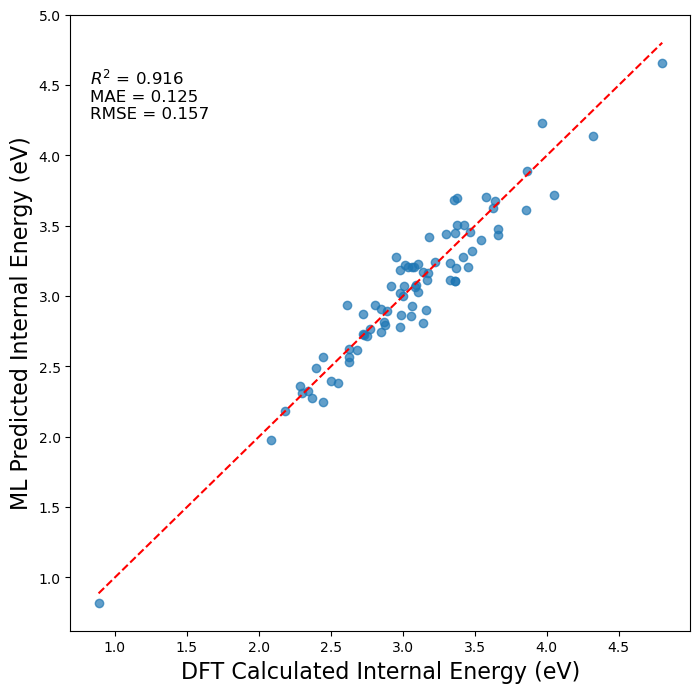 5.0
R² = 0.916
MAE = 0.125
RMSE = 0.157
4.5
4.0
3.5
3.0
2.5
2.0
1.5
1.0
ML Predicted Internal Energy (eV)
1.0 1.5 2.0 2.5 3.0 3.5 4.0 4.5
DFT Calculated Internal Energy (eV)